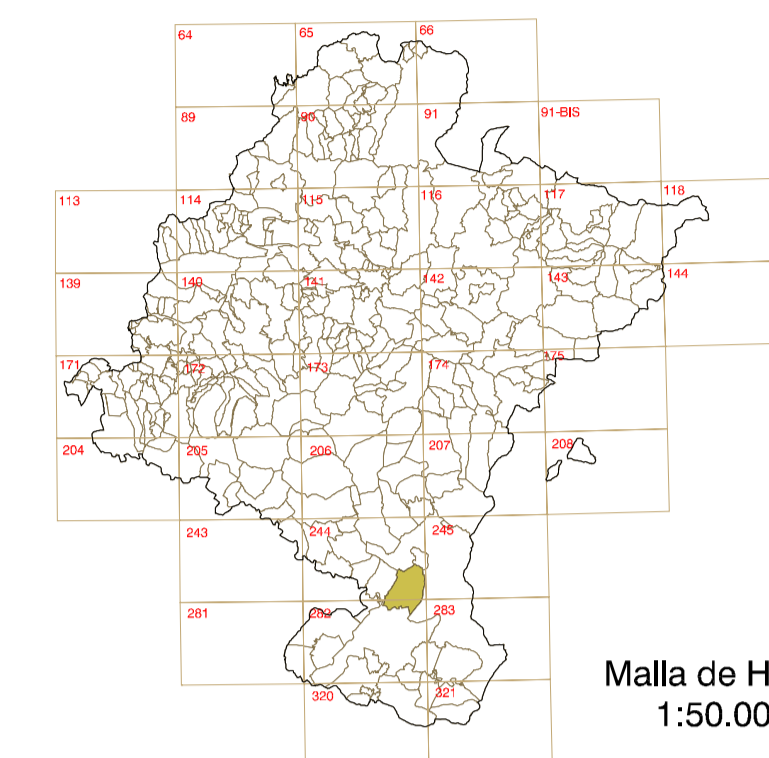 64 65 66
89 90 91 91-BIS
113 114 115 116 117 118
139 140 141 142 143 144
171 172 173 174 175
204 205 206 207 208
243 244 245
281 282 283
320 321
Malla de H
1:50.00